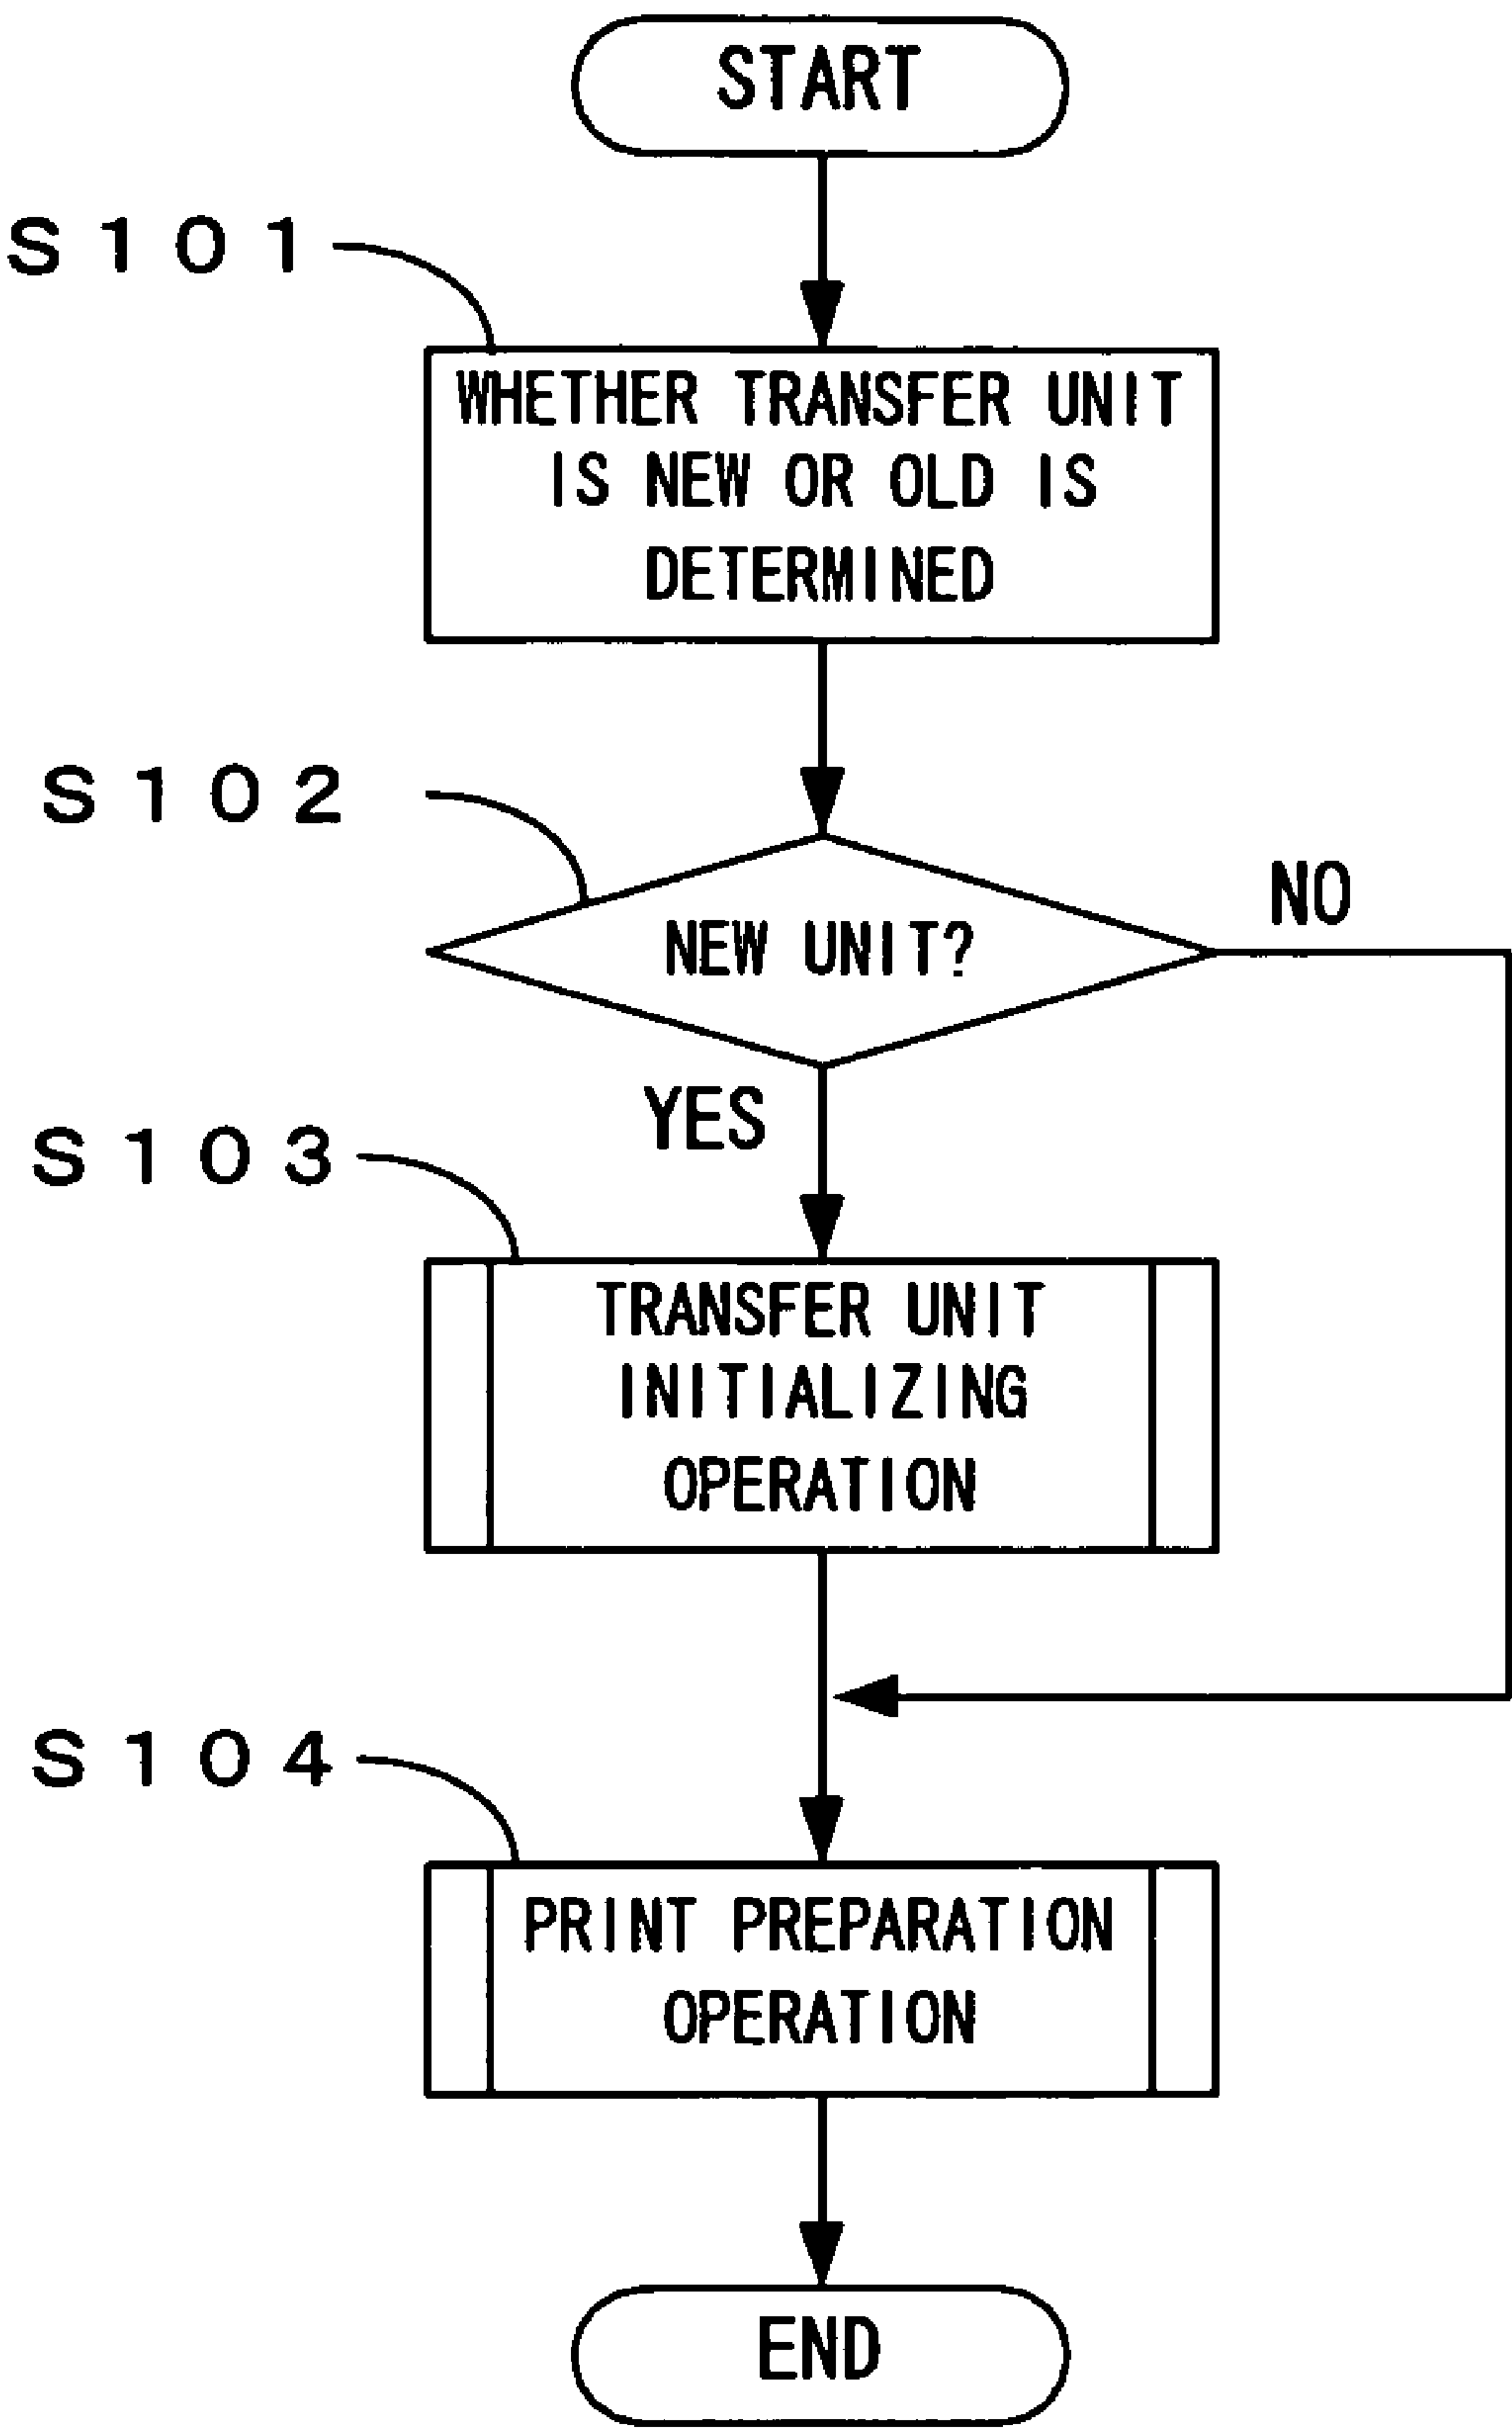 START
S101
WHETHER TRANSFER UNIT
IS NEW OR OLD IS
DETERMINED
S102
NEW UNIT?
NO
YES
S103
TRANSFER UNIT
INITIALIZING
OPERATION
S104
PRINT PREPARATION
OPERATION
END